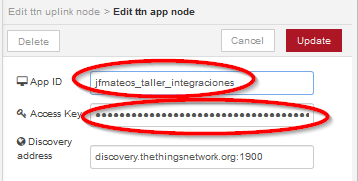 Edit ttn uplink node > Edit ttn app node
Delete Cancel Update
App ID jfmateos_taller_integraciones
Access Key ••••••••••••••••••••••••••••••••••••
Discovery
address discovery.thethingsnetwork.org:1900